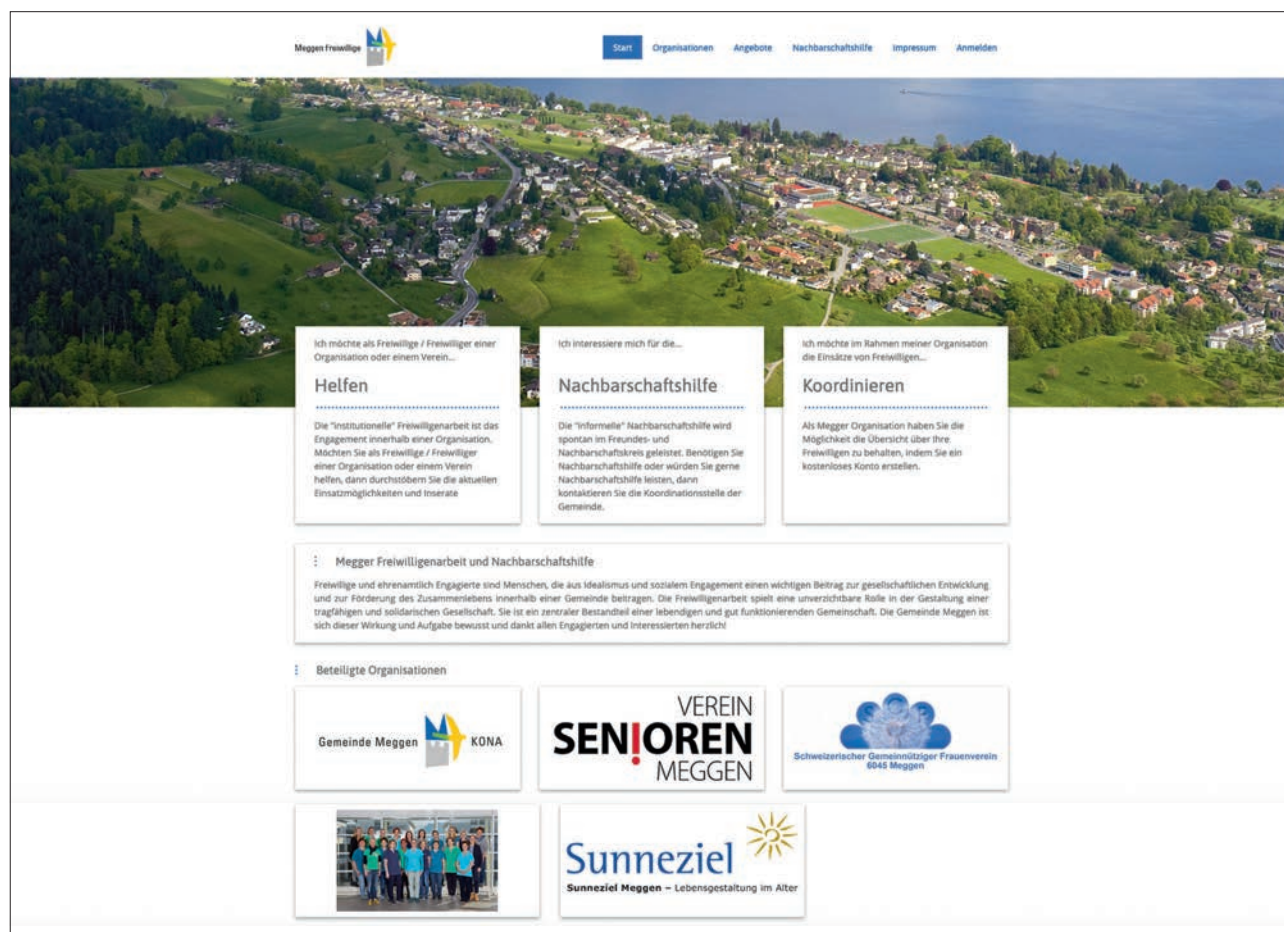 Meggen Freiwillige
Start Organisationen Angebote Nachbarschaftshilfe Impressum Anmelden
Ich möchte als Freiwillige / Freiwilliger einer
Organisation oder einem Verein...
Helfen
Die "institutionelle" Freiwilligenarbeit ist das
Engagement innerhalb einer Organisation.
Möchten Sie als Freiwillige / Freiwilliger
einer Organisation oder einem Verein
helfen, dann durchstöbern Sie die aktuellen
Einsatzmöglichkeiten und Inserate
Ich interessiere mich für die...
Nachbarschaftshilfe
Die "informelle" Nachbarschaftshilfe wird
spontan im Freundes- und
Nachbarschaftskreis geleistet. Benötigen Sie
Nachbarschaftshilfe oder würden Sie gerne
Nachbarschaftshilfe leisten, dann
kontaktieren Sie die Koordinationsstelle der
Gemeinde.
Ich möchte im Rahmen meiner Organisation
die Einsätze von Freiwilligen...
Koordinieren
Als Megger Organisation haben Sie die
Möglichkeit die Übersicht über Ihre
Freiwilligen zu behalten, indem Sie ein
kostenloses Konto erstellen.
Megger Freiwilligenarbeit und Nachbarschaftshilfe
Freiwillige und ehrenamtlich Engagierte sind Menschen, die aus Idealismus und sozialem Engagement einen wichtigen Beitrag zur gesellschaftlichen Entwicklung
und zur Förderung des Zusammenlebens innerhalb einer Gemeinde beitragen. Die Freiwilligenarbeit spielt eine unverzichtbare Rolle in der Gestaltung einer
tragfähigen und solidarischen Gesellschaft. Sie ist ein zentraler Bestandteil einer lebendigen und gut funktionierenden Gemeinschaft. Die Gemeinde Meggen ist
sich dieser Wirkung und Aufgabe bewusst und dankt allen Engagierten und Interessierten herzlich!
Beteiligte Organisationen
Gemeinde Meggen KONA
VEREIN
SEN!OREN
MEGGEN
Schweizerischer Gemeinnütziger Frauenverein
6045 Meggen
Sunneziel
Sunneziel Meggen – Lebensgestaltung im Alter